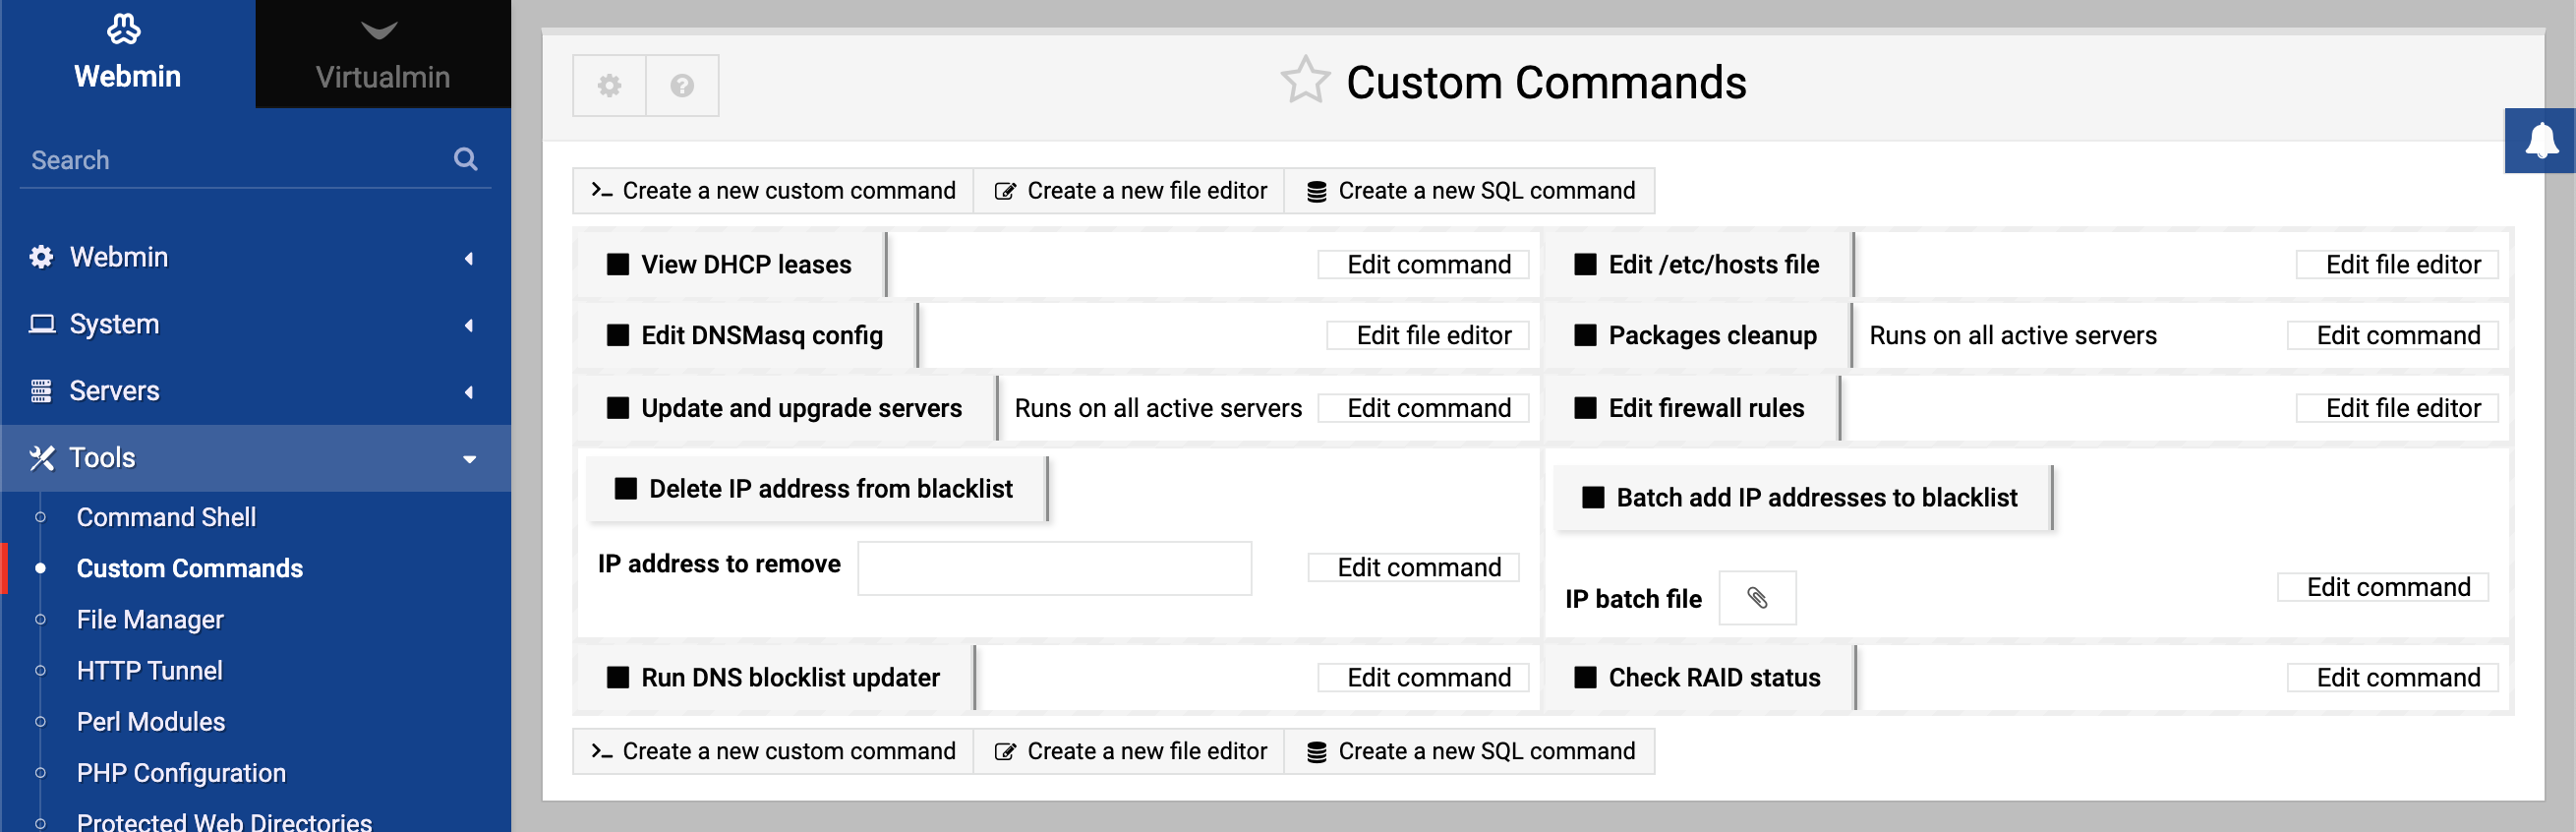 Webmin
Virtualmin
Search
Webmin
System
Servers
Tools
Command Shell
Custom Commands
File Manager
HTTP Tunnel
Perl Modules
PHP Configuration
Protected Web Directories
Custom Commands
Create a new custom command Create a new file editor Create a new SQL command
View DHCP leases Edit command Edit /etc/hosts file Edit file editor
Edit DNSMasq config Edit file editor Packages cleanup Runs on all active servers Edit command
Update and upgrade servers Runs on all active servers Edit command Edit firewall rules Edit file editor
Delete IP address from blacklist
IP address to remove Edit command
Batch add IP addresses to blacklist
IP batch file Edit command
Run DNS blocklist updater Edit command Check RAID status Edit command
Create a new custom command Create a new file editor Create a new SQL command